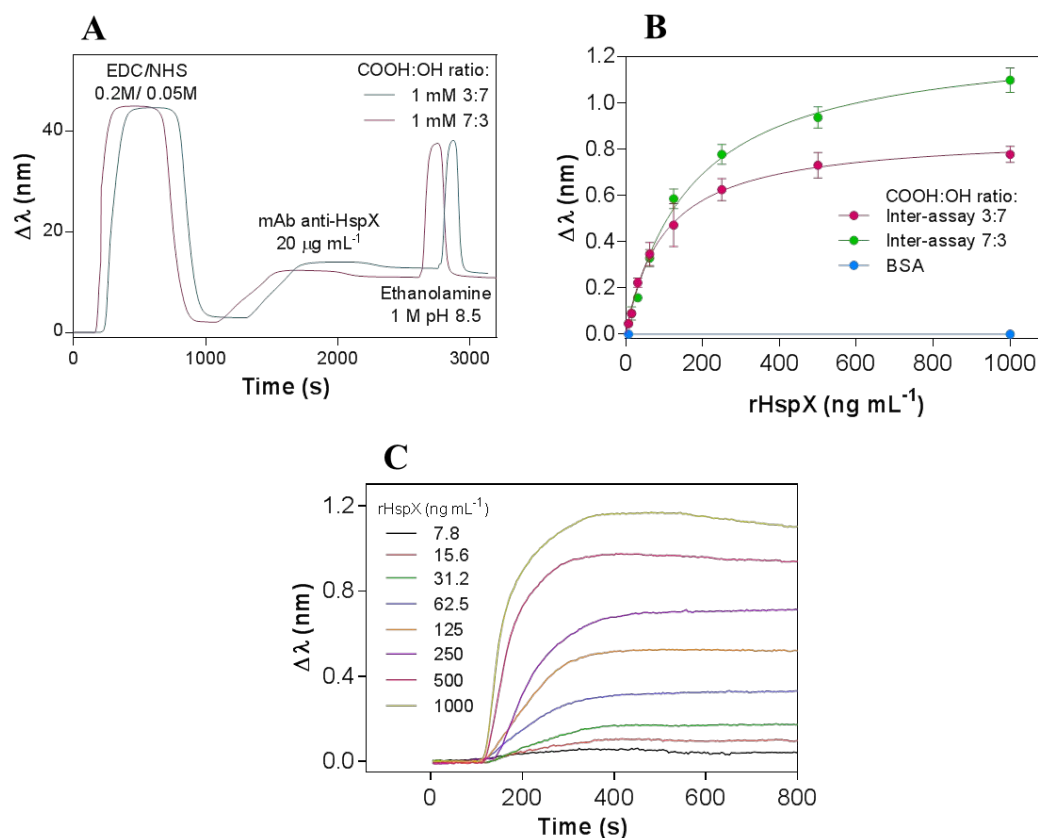 A
EDC/NHS
0.2M/ 0.05M
COOH:OH ratio:
1 mM 3:7
1 mM 7:3
mAb anti-HspX
20 μg mL⁻¹
Ethanolamine
1 M pH 8.5
40
20
0
0 1000 2000 3000
Δλ (nm)
Time (s)
B
1.2
1.0
0.8
0.6
0.4
0.2
0.0
0 200 400 600 800 1000
Δλ (nm)
COOH:OH ratio:
Inter-assay 3:7
Inter-assay 7:3
BSA
rHspX (ng mL⁻¹)
C
rHspX (ng mL⁻¹)
7.8
15.6
31.2
62.5
125
250
500
1000
1.2
0.8
0.4
0.0
0 200 400 600 800
Δλ (nm)
Time (s)